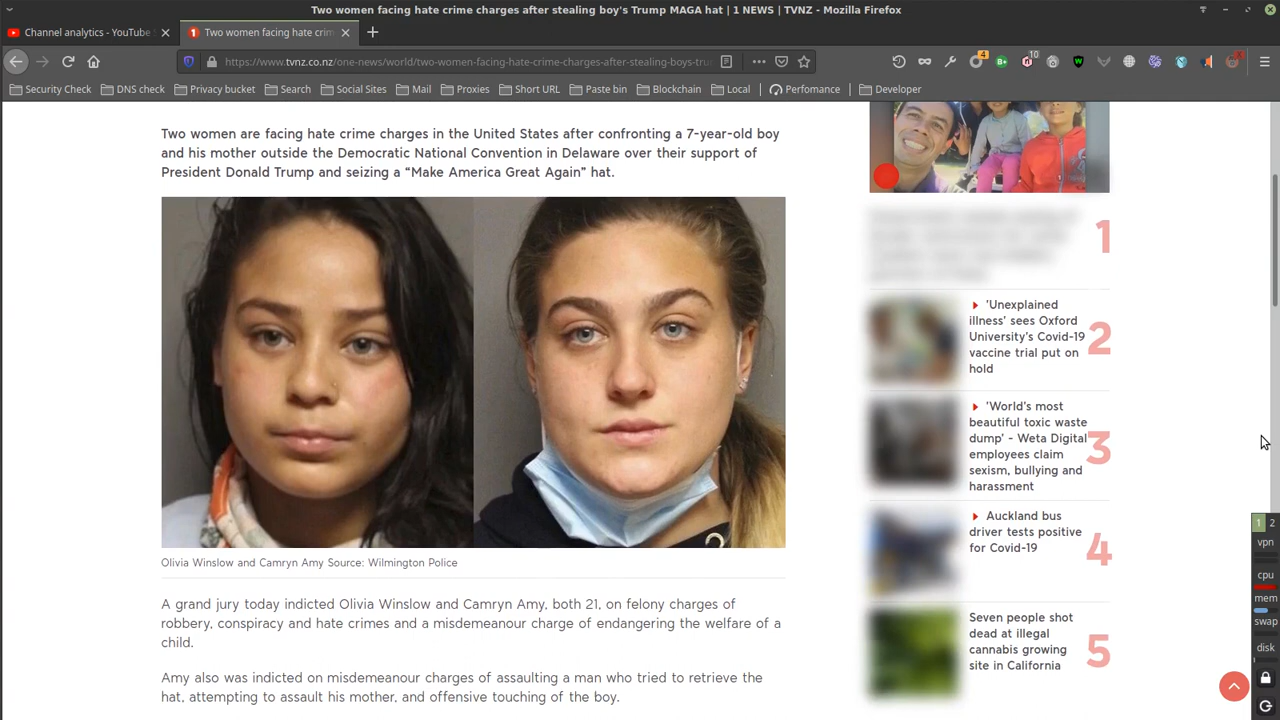 Two women facing hate crime charges after stealing boy's Trump MAGA hat | 1 NEWS | TVNZ - Mozilla Firefox
Channel analytics - YouTube
Two women facing hate crim
https://www.tvnz.co.nz/one-news/world/two-women-facing-hate-crime-charges-after-stealing-boys-tru
4
10
Security Check
DNS check
Privacy bucket
Search
Social Sites
Mail
Proxies
Short URL
Paste bin
Blockchain
Local
Perfomance
Developer
Two women are facing hate crime charges in the United States after confronting a 7-year-old boy
and his mother outside the Democratic National Convention in Delaware over their support of
President Donald Trump and seizing a “Make America Great Again” hat.
Olivia Winslow and Camryn Amy Source: Wilmington Police
A grand jury today indicted Olivia Winslow and Camryn Amy, both 21, on felony charges of
robbery, conspiracy and hate crimes and a misdemeanour charge of endangering the welfare of a
child.
Amy also was indicted on misdemeanour charges of assaulting a man who tried to retrieve the
hat, attempting to assault his mother, and offensive touching of the boy.
1
'Unexplained
illness' sees Oxford
University's Covid-19
vaccine trial put on
hold
2
'World's most
beautiful toxic waste
dump' - Weta Digital
employees claim
sexism, bullying and
harassment
3
Auckland bus
driver tests positive
for Covid-19
4
Seven people shot
dead at illegal
cannabis growing
site in California
5
1 2
vpn
cpu
mem
swap
disk